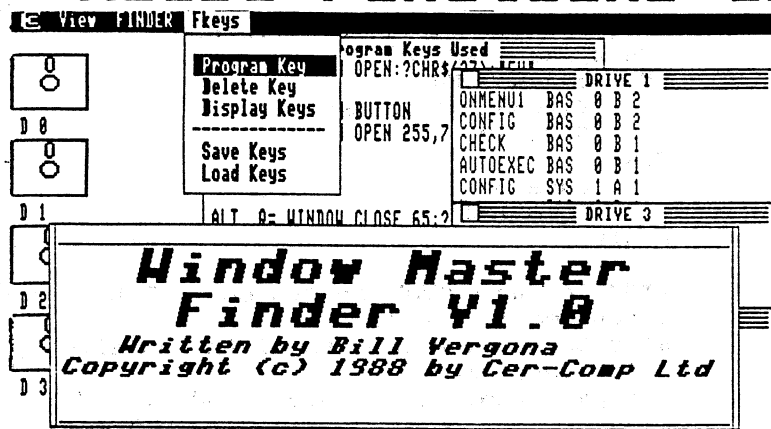 View FINDER Fkeys
Program Key
Delete Key
Display Keys
Save Keys
Load Keys
Program Keys Used
OPEN:?CHR$(27)
BUTTON
OPEN 255,7
ALT A= WINDOW CLOSE 65:?
DRIVE 1
ONMENU1 BAS 0 B 2
CONFIG BAS 0 B 2
CHECK BAS 0 B 1
AUTOEXEC BAS 0 B 1
CONFIG SYS 1 A 1
DRIVE 3
D 0
D 1
D 2
D 3
Window Master
Finder V1.0
Written by Bill Vergona
Copyright (c) 1988 by Cer-Comp Ltd